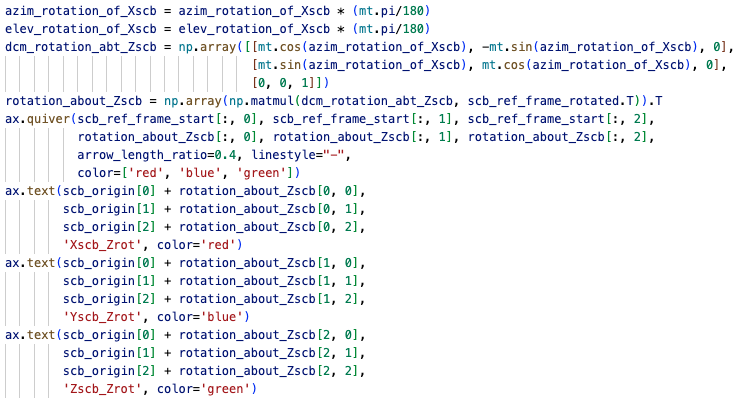 azim_rotation_of_Xscb = azim_rotation_of_Xscb * (mt.pi/180)
elev_rotation_of_Xscb = elev_rotation_of_Xscb * (mt.pi/180)
dcm_rotation_abt_Zscb = np.array([[mt.cos(azim_rotation_of_Xscb), -mt.sin(azim_rotation_of_Xscb), 0],
                                  [mt.sin(azim_rotation_of_Xscb), mt.cos(azim_rotation_of_Xscb), 0],
                                  [0, 0, 1]])
rotation_about_Zscb = np.array(np.matmul(dcm_rotation_abt_Zscb, scb_ref_frame_rotated.T)).T
ax.quiver(scb_ref_frame_start[:, 0], scb_ref_frame_start[:, 1], scb_ref_frame_start[:, 2],
          rotation_about_Zscb[:, 0], rotation_about_Zscb[:, 1], rotation_about_Zscb[:, 2],
          arrow_length_ratio=0.4, linestyle="-",
          color=['red', 'blue', 'green'])
ax.text(scb_origin[0] + rotation_about_Zscb[0, 0],
        scb_origin[1] + rotation_about_Zscb[0, 1],
        scb_origin[2] + rotation_about_Zscb[0, 2],
        'Xscb_Zrot', color='red')
ax.text(scb_origin[0] + rotation_about_Zscb[1, 0],
        scb_origin[1] + rotation_about_Zscb[1, 1],
        scb_origin[2] + rotation_about_Zscb[1, 2],
        'Yscb_Zrot', color='blue')
ax.text(scb_origin[0] + rotation_about_Zscb[2, 0],
        scb_origin[1] + rotation_about_Zscb[2, 1],
        scb_origin[2] + rotation_about_Zscb[2, 2],
        'Zscb_Zrot', color='green')